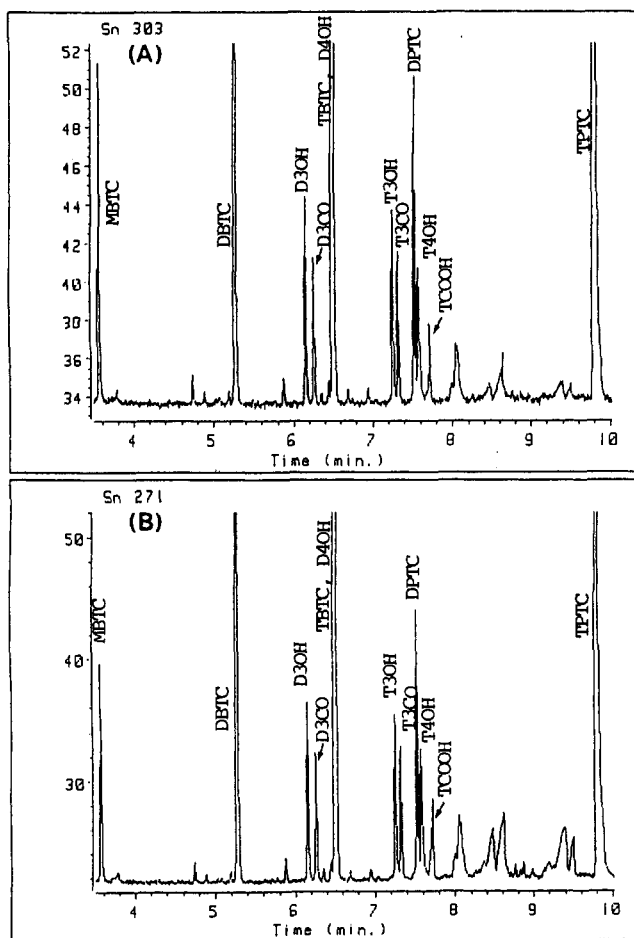 Sn 303
(A)
52
50
48
46
44
42
40
30
36
34
MBTC
DBTC
D3OH
D3CO
TBTC, D4OH
T3OH
T3CO
DPTC
T4OH
TCOOH
TPTC
4 5 6 7 8 9 10
Time (min.)
Sn 271
(B)
50
40
30
MBTC
DBTC
D3OH
D3CO
TBTC, D4OH
T3OH
T3CO
DPTC
T4OH
TCOOH
TPTC
4 5 6 7 8 9 10
Time (min.)